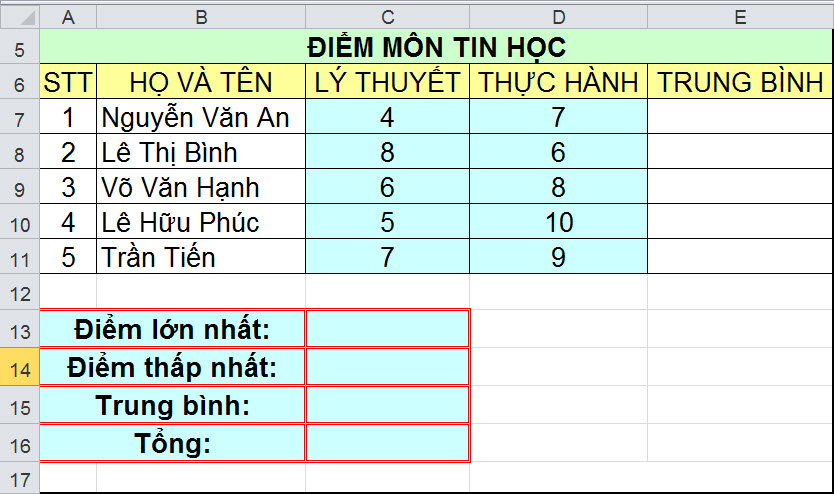 A B C D E
5 ĐIỂM MÔN TIN HỌC
6 STT HỌ VÀ TÊN LÝ THUYẾT THỰC HÀNH TRUNG BÌNH
7 1 Nguyễn Văn An 4 7
8 2 Lê Thị Bình 8 6
9 3 Võ Văn Hạnh 6 8
10 4 Lê Hữu Phúc 5 10
11 5 Trần Tiến 7 9
12
13 Điểm lớn nhất:
14 Điểm thấp nhất:
15 Trung bình:
16 Tổng:
17